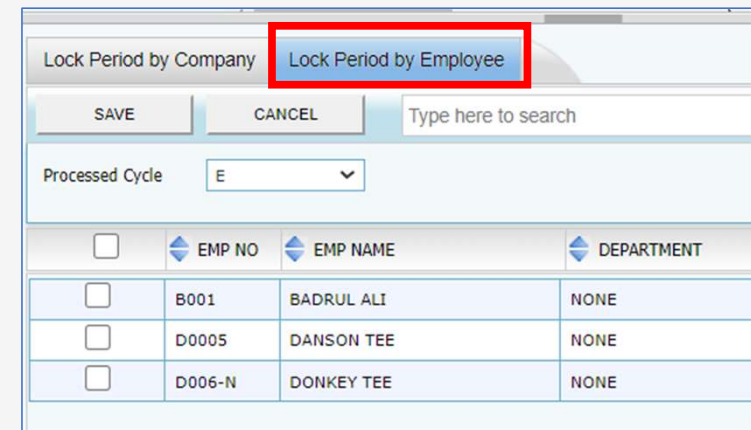 Lock Period by Company Lock Period by Employee
SAVE CANCEL Type here to search
Processed Cycle E
EMP NO EMP NAME DEPARTMENT
B001 BADRUL ALI NONE
D0005 DANSON TEE NONE
D006-N DONKEY TEE NONE